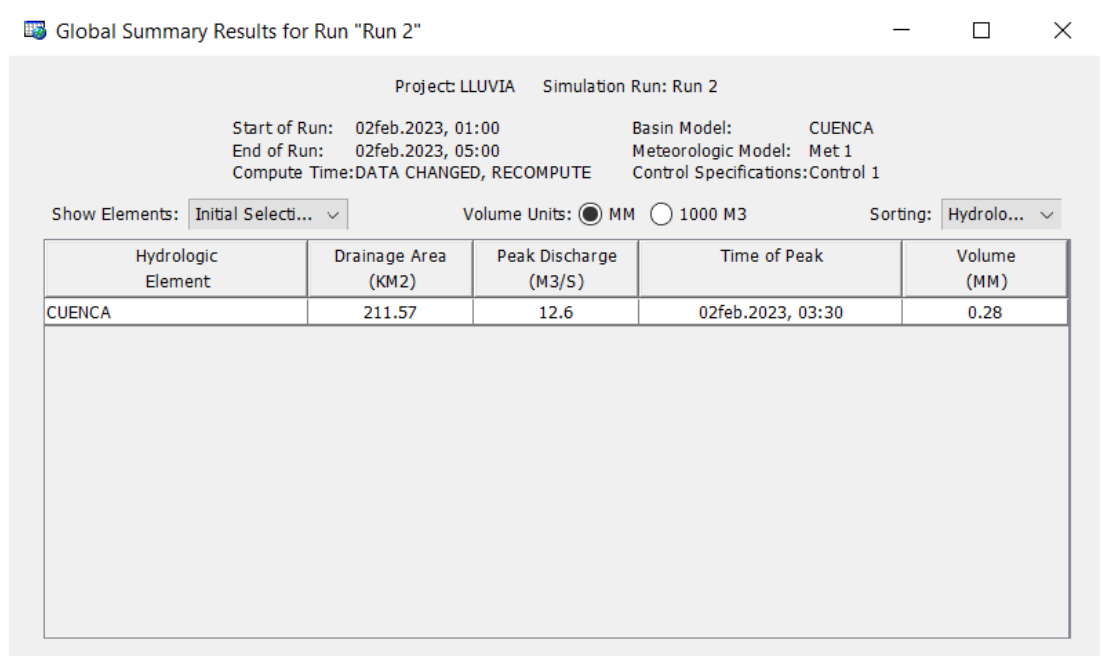 Global Summary Results for Run "Run 2"
Project: LLUVIA Simulation Run: Run 2
Start of Run: 02feb.2023, 01:00 Basin Model: CUENCA
End of Run: 02feb.2023, 05:00 Meteorologic Model: Met 1
Compute Time:DATA CHANGED, RECOMPUTE Control Specifications:Control 1
Show Elements: Initial Selecti... Volume Units: MM 1000 M3 Sorting: Hydrolo...
Hydrologic Drainage Area Peak Discharge Time of Peak Volume
Element (KM2) (M3/S) (MM)
CUENCA 211.57 12.6 02feb.2023, 03:30 0.28